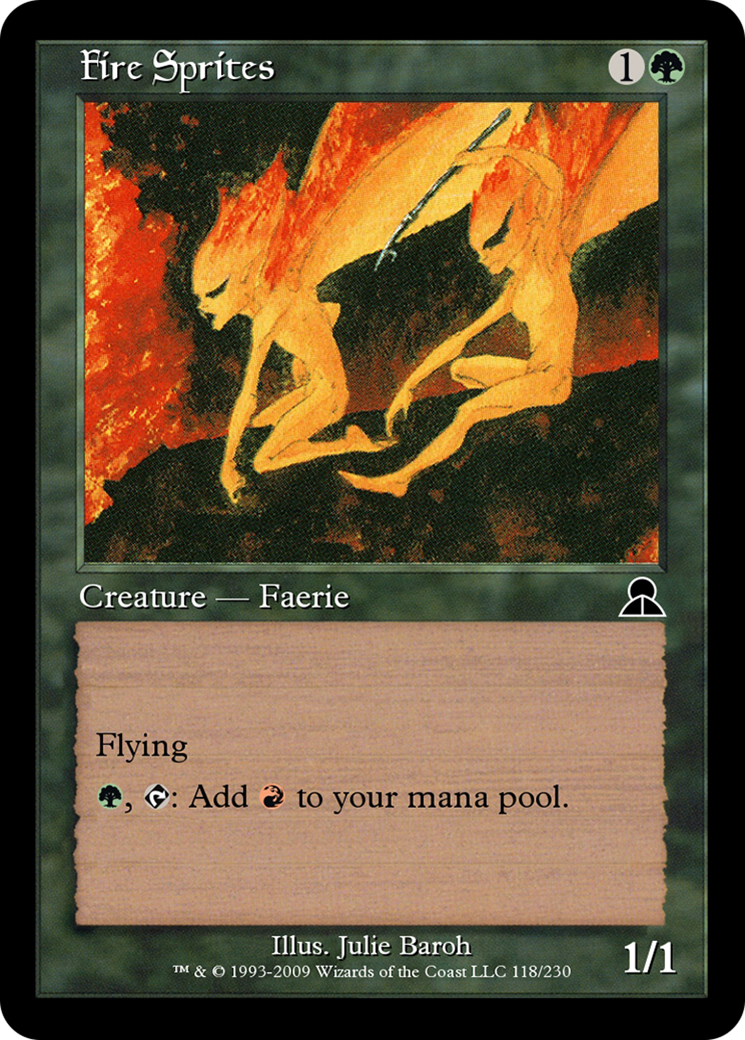 Fire Sprites 1
Creature — Faerie
Flying
, : Add to your mana pool.
Illus. Julie Baroh
™ & © 1993-2009 Wizards of the Coast LLC 118/230
1/1